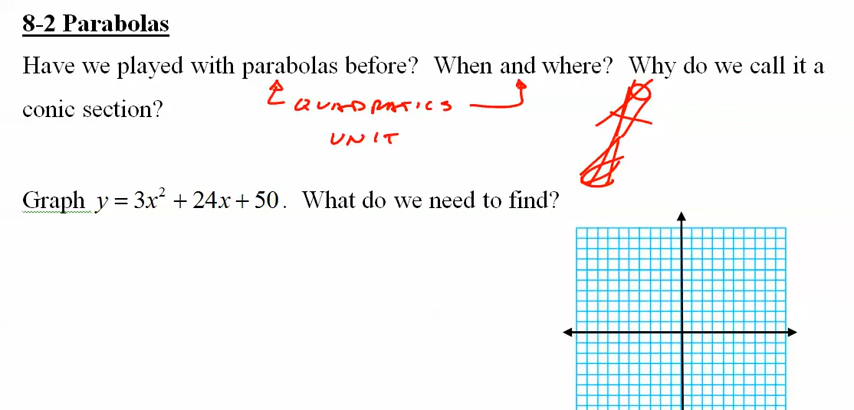 8-2 Parabolas
Have we played with parabolas before? When and where? Why do we call it a
conic section?
QUADRATICS
UNIT
Graph y = 3x² + 24x + 50. What do we need to find?